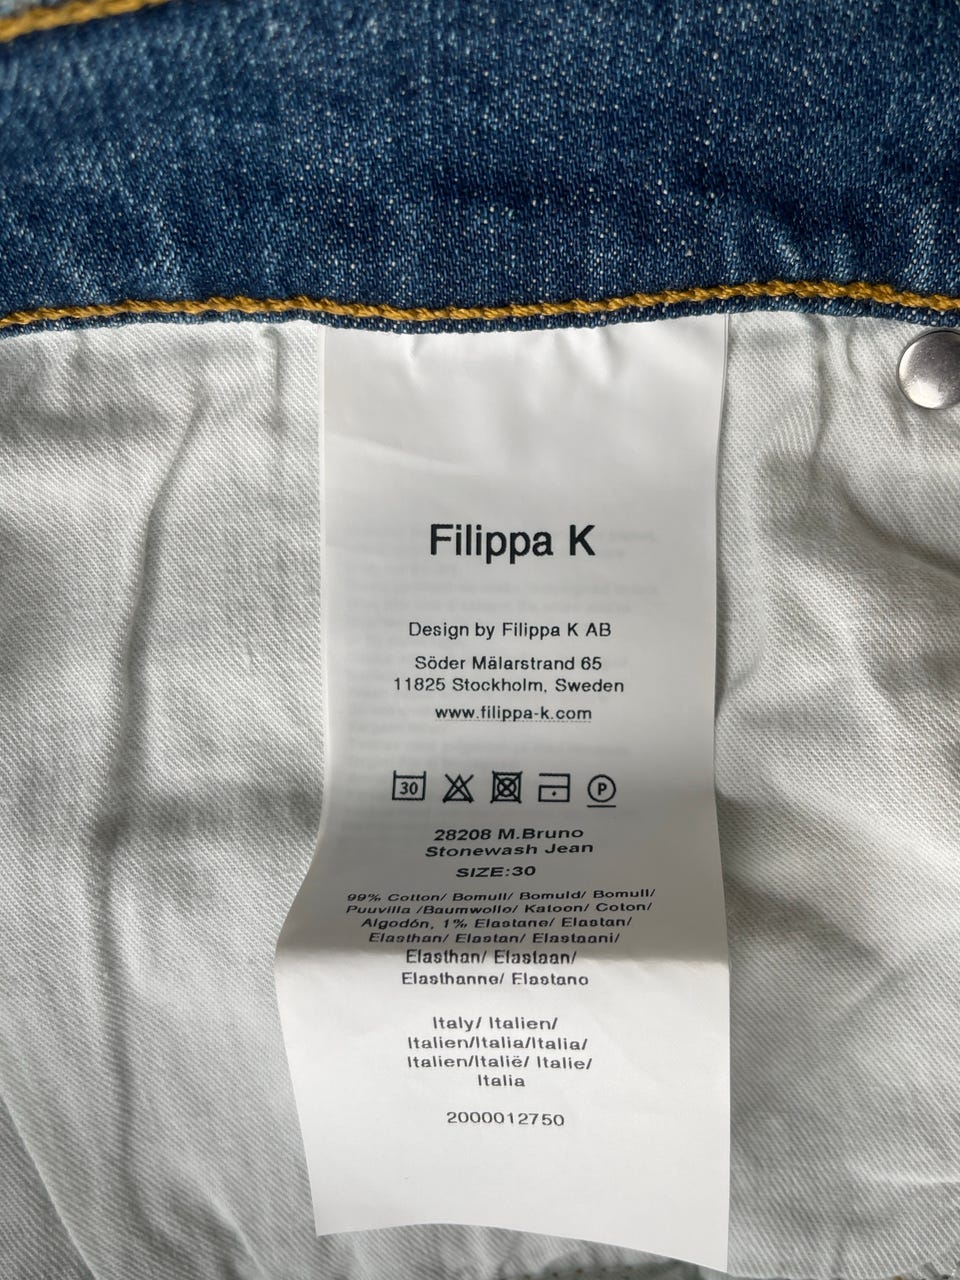 Filippa K
Design by Filippa K AB
Söder Mälarstrand 65
11825 Stockholm, Sweden
www.filippa-k.com
30 P
28208 M.Bruno
Stonewash Jean
SIZE:30
99% Cotton/ Bomull/ Bomuld/ Bomull/
Puuvilla /Baumwolle/ Katoen/ Coton/
Algodón, 1% Elastane/ Elastan/
Elasthan/ Elastan/ Elastaani/
Elasthan/ Elastaan/
Elasthanne/ Elastano
Italy/ Italien/
Italien/Italia/Italia/
Italien/Italië/ Italie/
Italia
2000012750